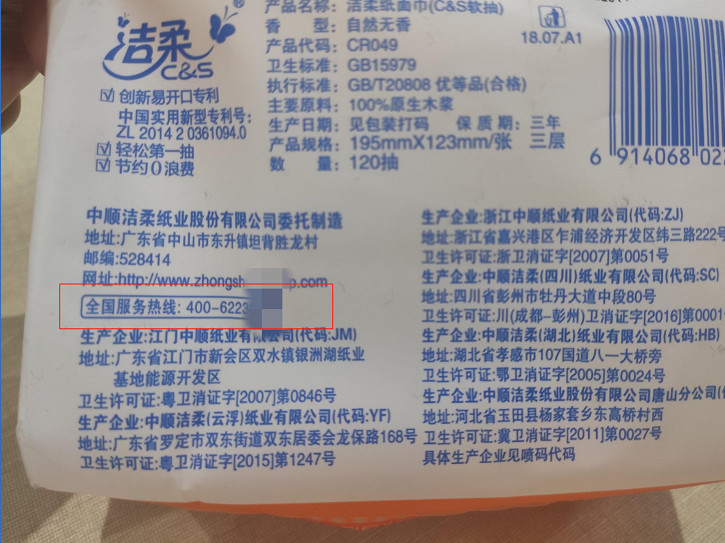 洁柔
C&S
创新易开口专利
中国实用新型专利号:
ZL 2014 2 0361094.0
轻松第一抽
节约0浪费
产品名称: 洁柔纸面巾(C&S软抽)
香 型: 自然无香
产品代码: CR049
卫生标准: GB15979
执行标准: GB/T20808 优等品(合格)
主要原料: 100%原生木浆
生产日期: 见包装打码 保 质 期: 三年
产品规格: 195mmX123mm/张 三层
数 量: 120抽
18.07.A1
6 914068 02
中顺洁柔纸业股份有限公司委托制造
地址:广东省中山市东升镇坦背胜龙村
邮编:528414
网址:http://www.zhongsh
p.com
全国服务热线: 400-6223
生产企业:江门中顺纸业有限公司(代码:JM)
地址:广东省江门市新会区双水镇银洲湖纸业
基地能源开发区
卫生许可证:粤卫消证字[2007]第0846号
生产企业:中顺洁柔(云浮)纸业有限公司(代码:YF)
地址:广东省罗定市双东街道双东居委会龙保路168号
卫生许可证:粤卫消证字[2015]第1247号
生产企业:浙江中顺纸业有限公司(代码:ZJ)
地址:浙江省嘉兴港区乍浦经济开发区伟三路222号
卫生许可证:浙卫消证字[2007]第0051号
生产企业:中顺洁柔(四川)纸业有限公司(代码:SC)
地址:四川省彭州市牡丹大道中段80号
卫生许可证:川(成都-彭州)卫消证字[2016]第0001
生产企业:中顺洁柔(湖北)纸业有限公司(代码:HB)
地址:湖北省孝感市107国道八一大桥旁
卫生许可证:鄂卫消证字[2005]第0024号
生产企业:中顺洁柔纸业股份有限公司唐山分公司
地址:河北省玉田县杨家套乡东高桥村西
卫生许可证:冀卫消证字[2011]第0027号
具体生产企业见喷码代码